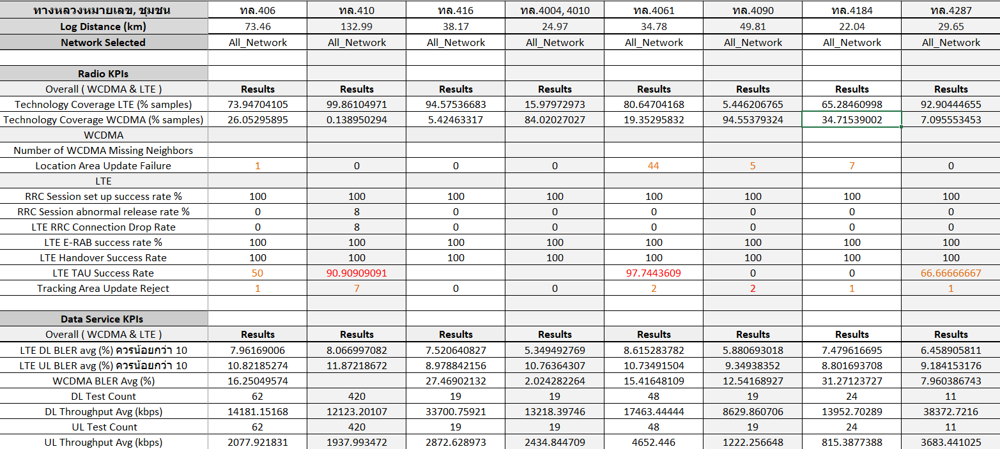 ทางหลวงหมายเลข, ชุมชน ทล.406 ทล.410 ทล.416 ทล.4004, 4010 ทล.4061 ทล.4090 ทล.4184 ทล.4287
Log Distance (km) 73.46 132.99 38.17 24.97 34.78 49.81 22.04 29.65
Network Selected All_Network All_Network All_Network All_Network All_Network All_Network All_Network All_Network
Radio KPIs
Overall ( WCDMA & LTE ) Results Results Results Results Results Results Results Results
Technology Coverage LTE (% samples) 73.94704105 99.86104971 94.57536683 15.97972973 80.64704168 5.446206765 65.28460998 92.90444655
Technology Coverage WCDMA (% samples) 26.05295895 0.138950294 5.42463317 84.02027027 19.35295832 94.55379324 34.71539002 7.095553453
WCDMA
Number of WCDMA Missing Neighbors
Location Area Update Failure 1 0 0 0 44 5 7 0
LTE
RRC Session set up success rate % 100 100 100 100 100 100 100 100
RRC Session abnormal release rate % 0 8 0 0 0 0 0 0
LTE RRC Connection Drop Rate 0 8 0 0 0 0 0 0
LTE E-RAB success rate % 100 100 100 100 100 100 100 100
LTE Handover Success Rate 100 100 100 100 100 100 100 100
LTE TAU Success Rate 50 90.90909091 97.7443609 0 0 66.66666667
Tracking Area Update Reject 1 7 0 0 2 2 1 1
Data Service KPIs
Overall ( WCDMA & LTE ) Results Results Results Results Results Results Results Results
LTE DL BLER avg (%) ควรน้อยกว่า 10 7.96169006 8.066997082 7.520640827 5.349492769 8.615283782 5.880693018 7.479616695 6.458905811
LTE UL BLER avg (%) ควรน้อยกว่า 10 10.82185274 11.87218672 8.978842156 10.76364307 10.73491504 9.34938352 8.801693708 9.184153176
WCDMA BLER Avg (%) 16.25049574 27.46902132 2.024282264 15.41648109 12.54168927 31.27123727 7.960386743
DL Test Count 62 420 19 19 48 19 24 11
DL Throughput Avg (kbps) 14181.15168 12123.20107 33700.75921 13218.39746 17463.44444 8629.860706 13952.70289 38372.7216
UL Test Count 62 420 19 19 48 19 24 11
UL Throughput Avg (kbps) 2077.921831 1937.993472 2872.628973 2434.844709 4652.446 1222.256648 815.3877388 3683.441025